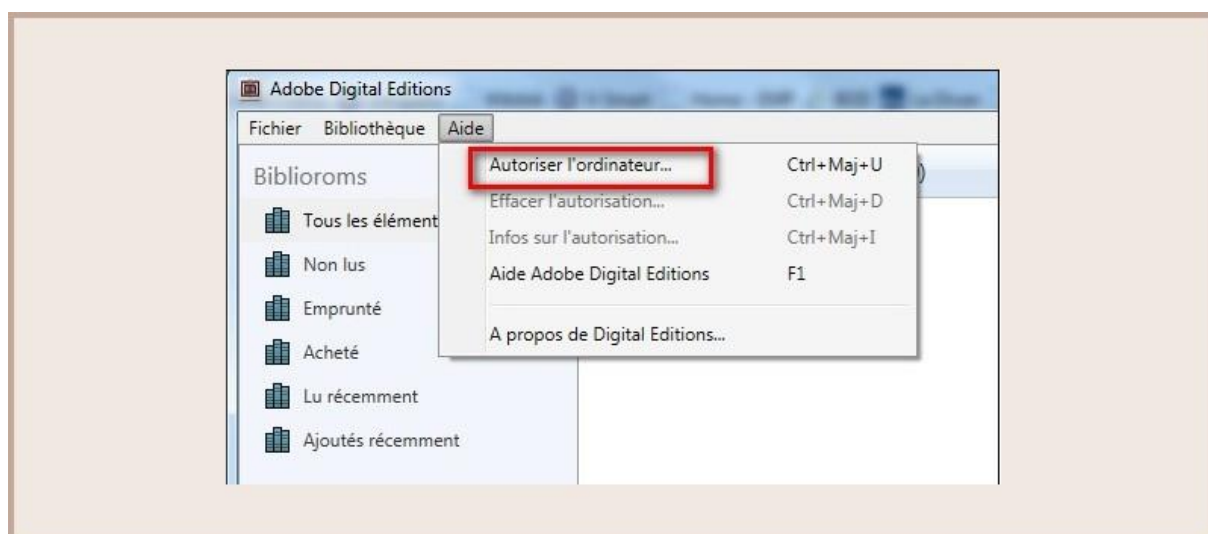 Adobe Digital Editions
Fichier Bibliothèque Aide
Biblioroms
Tous les élément
Non lus
Emprunté
Acheté
Lu récemment
Ajoutés récemment
Autoriser l'ordinateur... Ctrl+Maj+U
Effacer l'autorisation... Ctrl+Maj+D
Infos sur l'autorisation... Ctrl+Maj+I
Aide Adobe Digital Editions F1
A propos de Digital Editions...